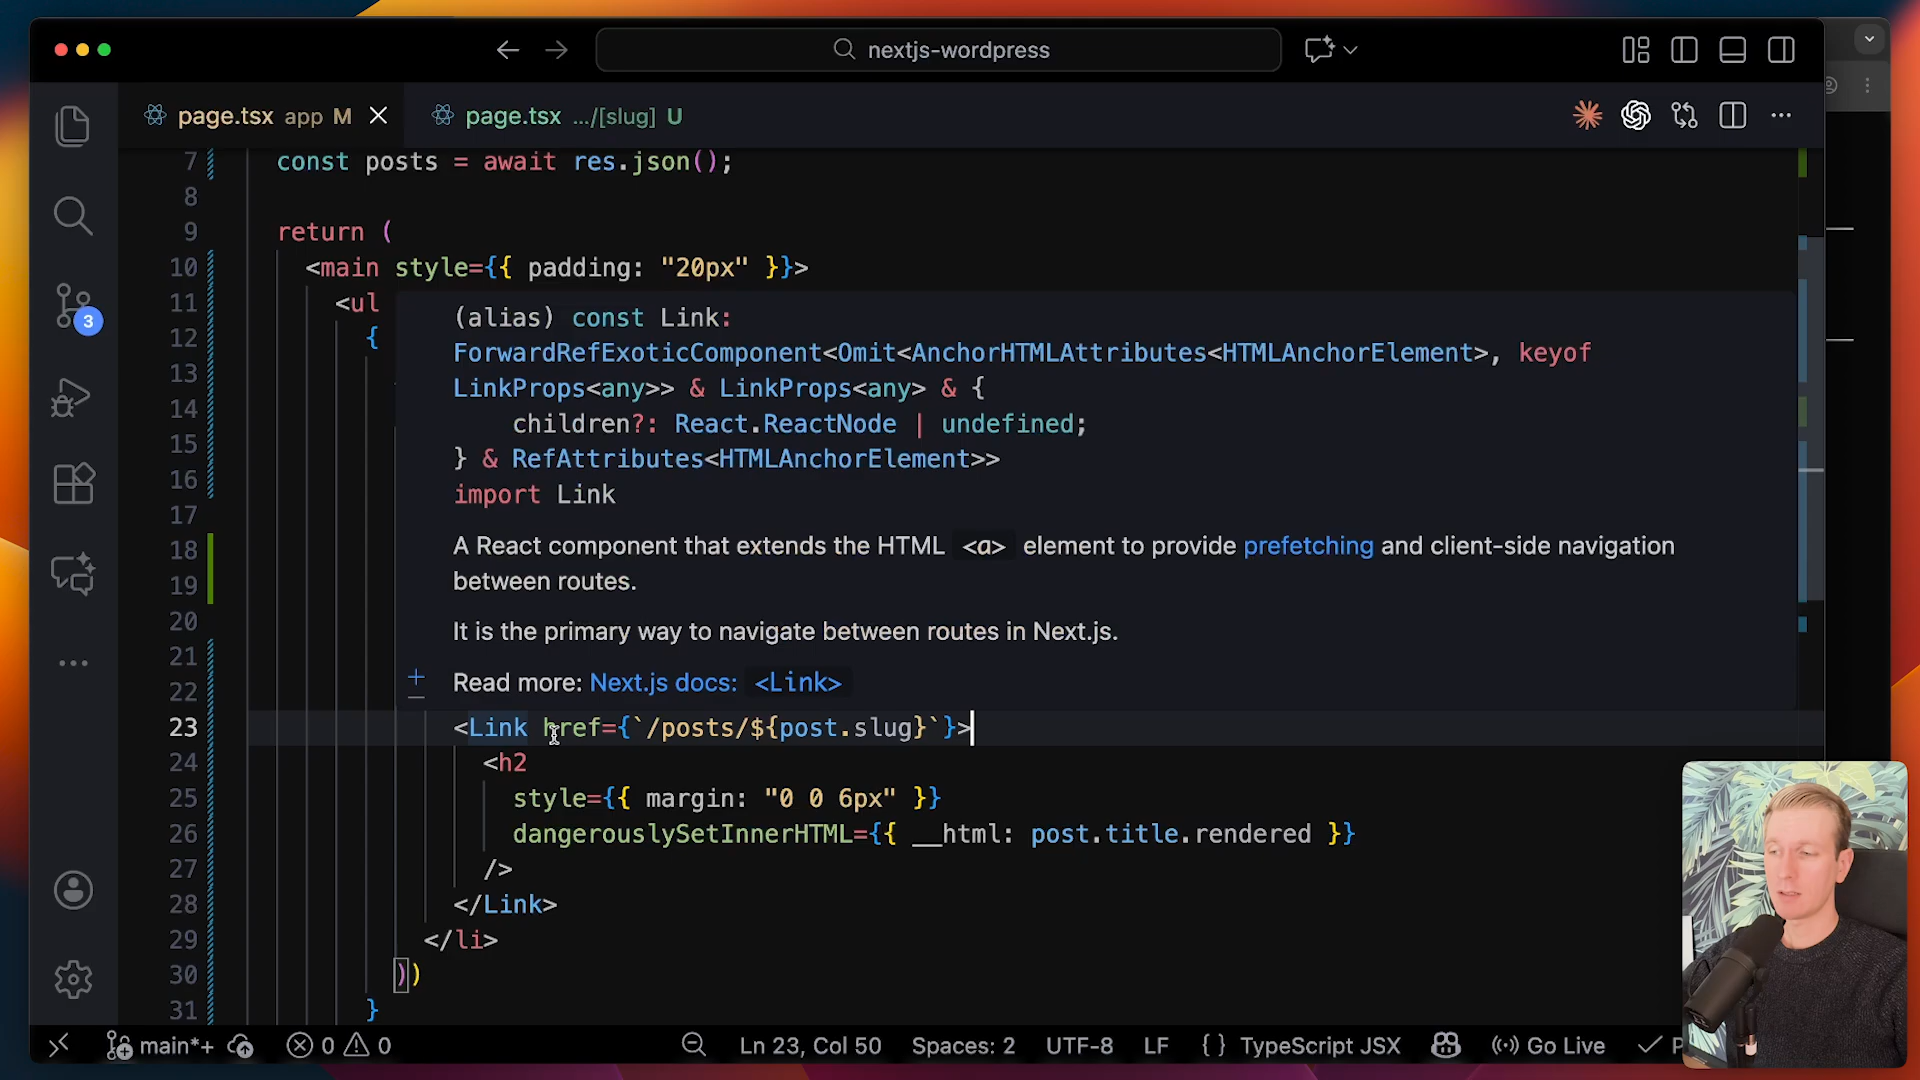 nextjs-wordpress
page.tsx app M
page.tsx .../[slug] U
7 const posts = await res.json();
8
9 return (
10 <main style={{ padding: "20px" }}>
11 <ul
12 {
13
14
15
16
17
18
19
20
21
22
(alias) const Link:
ForwardRefExoticComponent<Omit<AnchorHTMLAttributes<HTMLAnchorElement>, keyof
LinkProps<any>> & LinkProps<any> & {
children?: React.ReactNode | undefined;
} & RefAttributes<HTMLAnchorElement>>
import Link
A React component that extends the HTML <a> element to provide prefetching and client-side navigation
between routes.
It is the primary way to navigate between routes in Next.js.
Read more: Next.js docs: <Link>
23 <Link href={`/posts/${post.slug}`}>
24 <h2
25 style={{ margin: "0 0 6px" }}
26 dangerouslySetInnerHTML={{ __html: post.title.rendered }}
27 />
28 </Link>
29 </li>
30 ))
31 }
3
main*+ 0 0 Ln 23, Col 50 Spaces: 2 UTF-8 LF {} TypeScript JSX Go Live